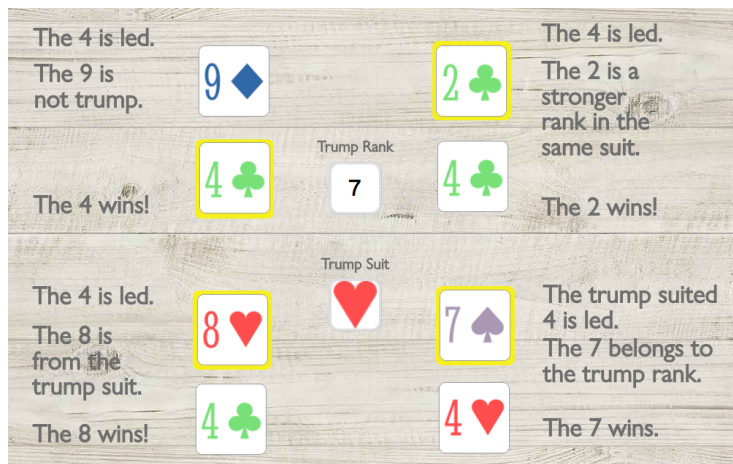 The 4 is led.
The 9 is
not trump.
9
4
The 4 wins!
Trump Rank
7
The 4 is led.
The 2 is a
stronger
rank in the
same suit.
2
4
The 2 wins!
Trump Suit
The 4 is led.
The 8 is
from the
trump suit.
8
4
The 8 wins!
The trump suited
4 is led.
The 7 belongs to
the trump rank.
7
4
The 7 wins.